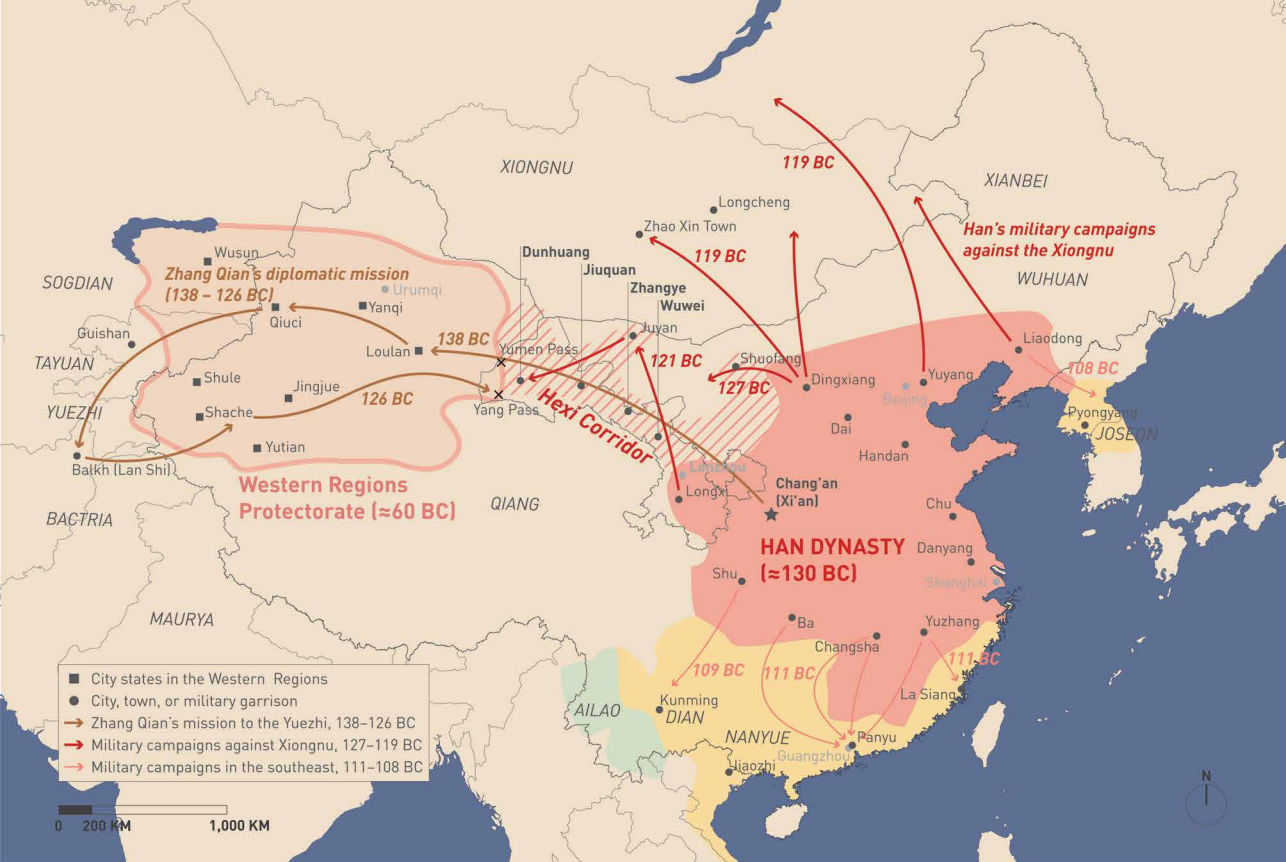 XIONGNU
119 BC
XIANBEI
Longcheng
Zhao Xin Town
Han's military campaigns
against the Xiongnu
119 BC
Dunhuang
Jiuquan
Zhangye
Wuwei
WUHUAN
Wusun
Zhang Qian's diplomatic mission
(138 – 126 BC)
SOGDIAN
Urumqi
Yanqi
Qiuci
Guishan
Juyan
Loulan
138 BC
Yumen Pass
121 BC
Shuofang
Liaodong
TAYUAN
Shule
Jingjue
126 BC
127 BC
Dingxiang
Yuyang
108 BC
Beijing
Hexi Corridor
YUEZHI
Shache
Yang Pass
Pyongyang
Dai
JOSEON
Yutian
Handan
Balkh (Lan Shi)
Lanzhou
Western Regions
Protectorate (≈60 BC)
Longxi
Chang'an
(Xi'an)
QIANG
Chu
BACTRIA
HAN DYNASTY
(≈130 BC)
Danyang
Shu
Shanghai
MAURYA
Ba
Yuzhang
Changsha
109 BC
111 BC
111 BC
La Siang
Kunming
DIAN
AILAO
NANYUE
Panyu
Guangzhou
Jiaozhi
City states in the Western Regions
City, town, or military garrison
Zhang Qian's mission to the Yuezhi, 138–126 BC
Military campaigns against Xiongnu, 127–119 BC
Military campaigns in the southeast, 111–108 BC
0 200 KM 1,000 KM
N